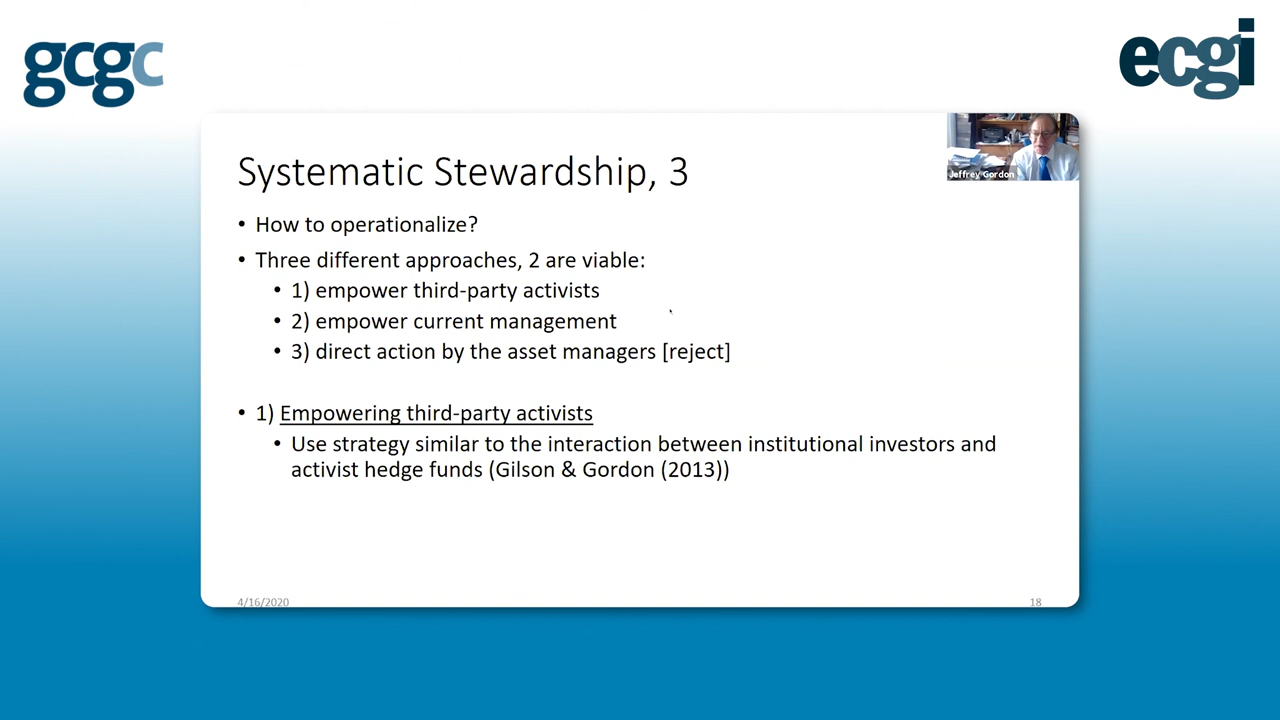 gcgc
ecgi
Systematic Stewardship, 3
Jeffrey Gordon
• How to operationalize?
• Three different approaches, 2 are viable:
• 1) empower third-party activists
• 2) empower current management
• 3) direct action by the asset managers [reject]
• 1) Empowering third-party activists
• Use strategy similar to the interaction between institutional investors and
activist hedge funds (Gilson & Gordon (2013))
4/16/2020
18